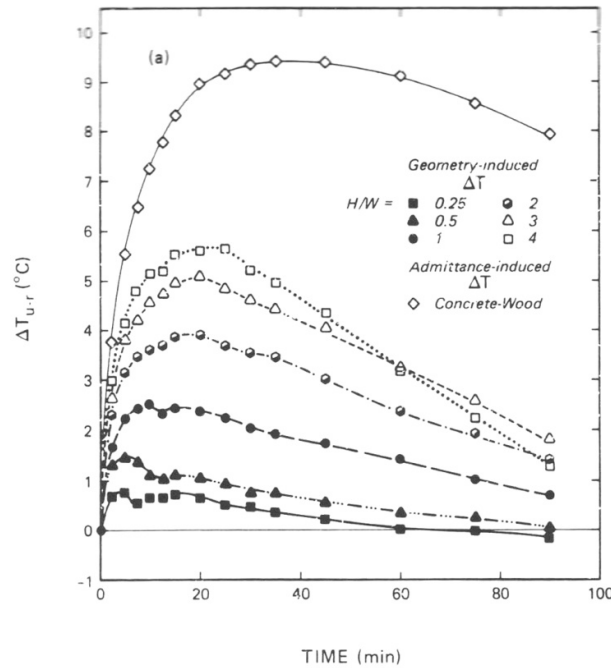 10
(a)
9
8
Geometry-induced
ΔT
7
H/W = ■ 0.25 2
6
▲ 0.5 △ 3
● 1 □ 4
5
Admittance-induced
ΔT
◇ Concrete-Wood
4
3
2
1
0
-1
0 20 40 60 80 100
ΔTu-r (°C)
TIME (min)